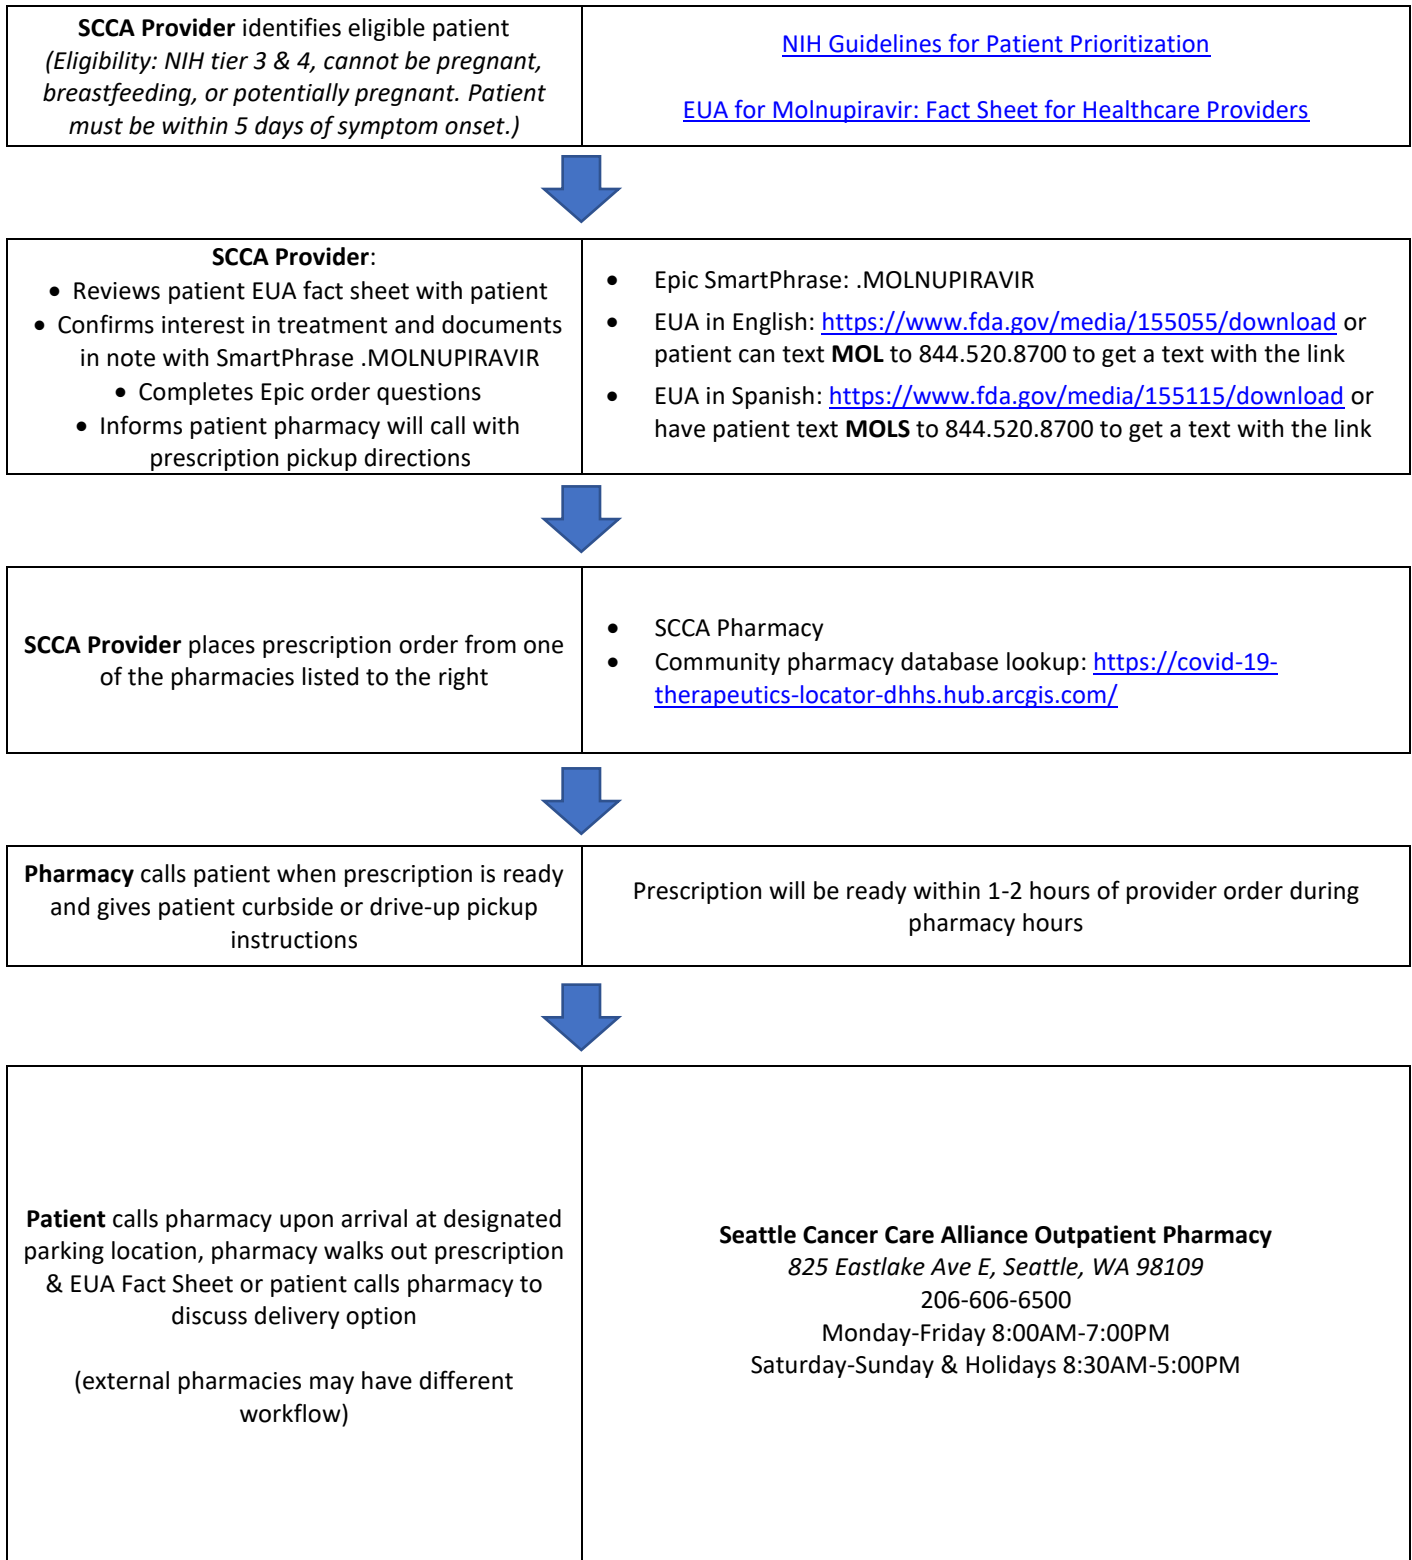 SCCA Provider identifies eligible patient
(Eligibility: NIH tier 3 & 4, cannot be pregnant,
breastfeeding, or potentially pregnant. Patient
must be within 5 days of symptom onset.)
NIH Guidelines for Patient Prioritization
EUA for Molnupiravir: Fact Sheet for Healthcare Providers
SCCA Provider:
• Reviews patient EUA fact sheet with patient
• Confirms interest in treatment and documents
in note with SmartPhrase .MOLNUPIRAVIR
• Completes Epic order questions
• Informs patient pharmacy will call with
prescription pickup directions
• Epic SmartPhrase: .MOLNUPIRAVIR
• EUA in English: https://www.fda.gov/media/155055/download or
patient can text MOL to 844.520.8700 to get a text with the link
• EUA in Spanish: https://www.fda.gov/media/155115/download or
have patient text MOLS to 844.520.8700 to get a text with the link
SCCA Provider places prescription order from one
of the pharmacies listed to the right
• SCCA Pharmacy
• Community pharmacy database lookup: https://covid-19-
therapeutics-locator-dhhs.hub.arcgis.com/
Pharmacy calls patient when prescription is ready
and gives patient curbside or drive-up pickup
instructions
Prescription will be ready within 1-2 hours of provider order during
pharmacy hours
Patient calls pharmacy upon arrival at designated
parking location, pharmacy walks out prescription
& EUA Fact Sheet or patient calls pharmacy to
discuss delivery option
(external pharmacies may have different
workflow)
Seattle Cancer Care Alliance Outpatient Pharmacy
825 Eastlake Ave E, Seattle, WA 98109
206-606-6500
Monday-Friday 8:00AM-7:00PM
Saturday-Sunday & Holidays 8:30AM-5:00PM